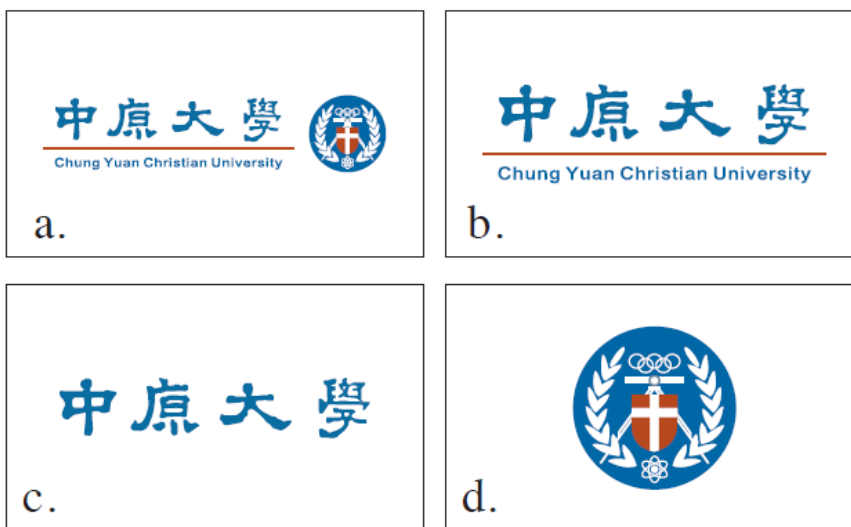 中原大學
Chung Yuan Christian University
a.
中原大學
Chung Yuan Christian University
b.
中原大學
c.
d.